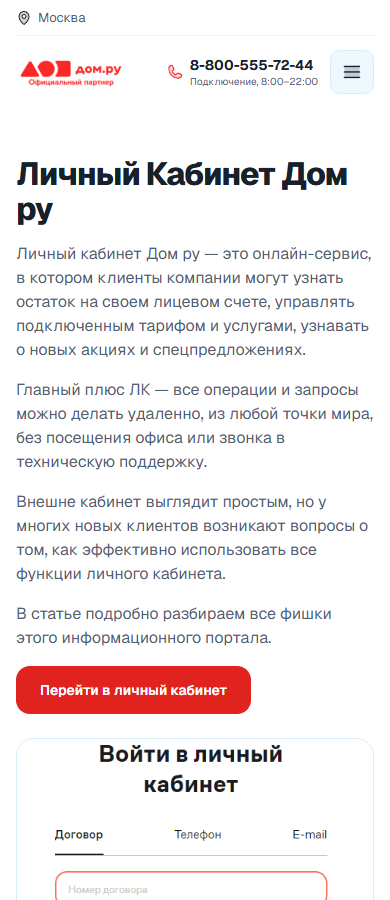 Москва
дом.ру
Официальный партнер
8-800-555-72-44
Подключение, 8:00–22:00
Личный Кабинет Дом
ру
Личный кабинет Дом ру — это онлайн-сервис,
в котором клиенты компании могут узнать
остаток на своем лицевом счете, управлять
подключенным тарифом и услугами, узнавать
о новых акциях и спецпредложениях.
Главный плюс ЛК — все операции и запросы
можно делать удаленно, из любой точки мира,
без посещения офиса или звонка в
техническую поддержку.
Внешне кабинет выглядит простым, но у
многих новых клиентов возникают вопросы о
том, как эффективно использовать все
функции личного кабинета.
В статье подробно разбираем все фишки
этого информационного портала.
Перейти в личный кабинет
Войти в личный
кабинет
Договор Телефон E-mail
Номер договора